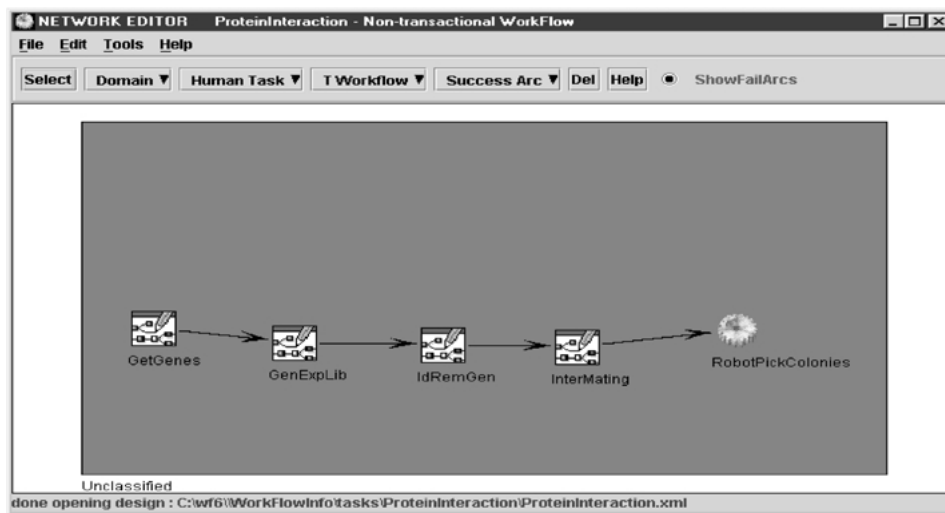 NETWORK EDITOR ProteinInteraction - Non-transactional WorkFlow
File Edit Tools Help
Select Domain Human Task T Workflow Success Arc Del Help ShowFailArcs
GetGenes
GenExpLib
IdRemGen
InterMating
RobotPickColonies
Unclassified
done opening design : C:\wf6\\WorkFlowInfo\tasks\ProteinInteraction\ProteinInteraction.xml